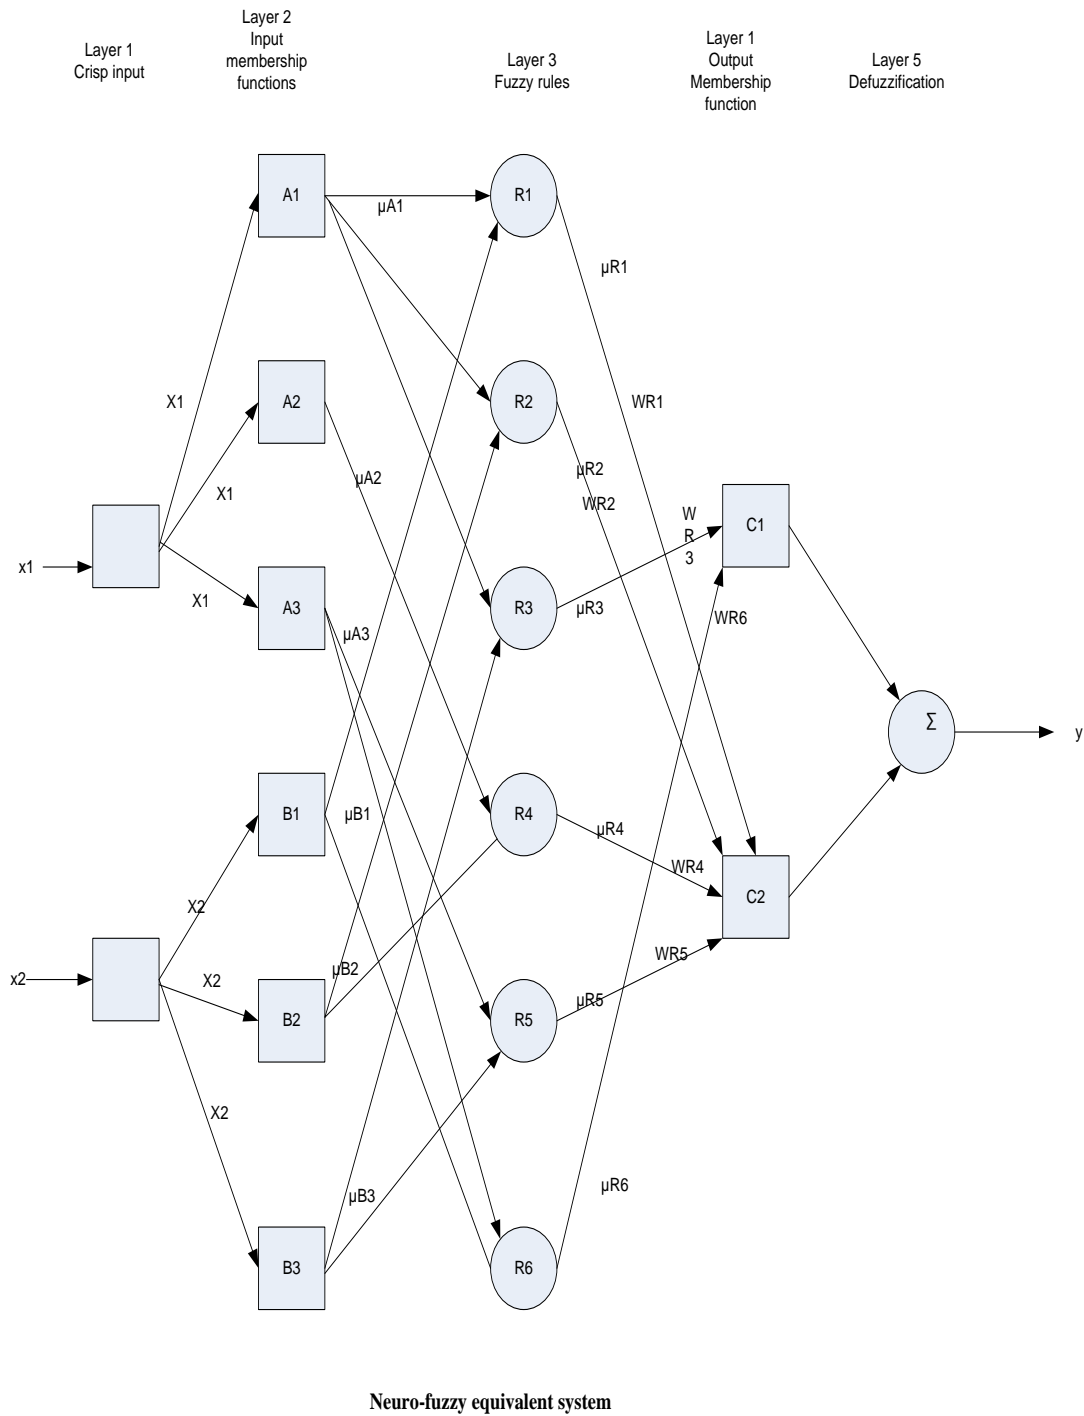 Layer 1
Crisp input
Layer 2
Input
membership
functions
Layer 3
Fuzzy rules
Layer 1
Output
Membership
function
Layer 5
Defuzzification
A1
µA1
R1
µR1
X1
A2
R2
WR1
µA2
µR2
X1
WR2
W
R
3
C1
x1
X1
A3
µA3
R3
µR3
WR6
Σ
y
B1
µB1
R4
µR4
WR4
C2
X2
x2
X2
µB2
WR5
B2
R5
µR5
X2
µB3
µR6
B3
R6
Neuro-fuzzy equivalent system